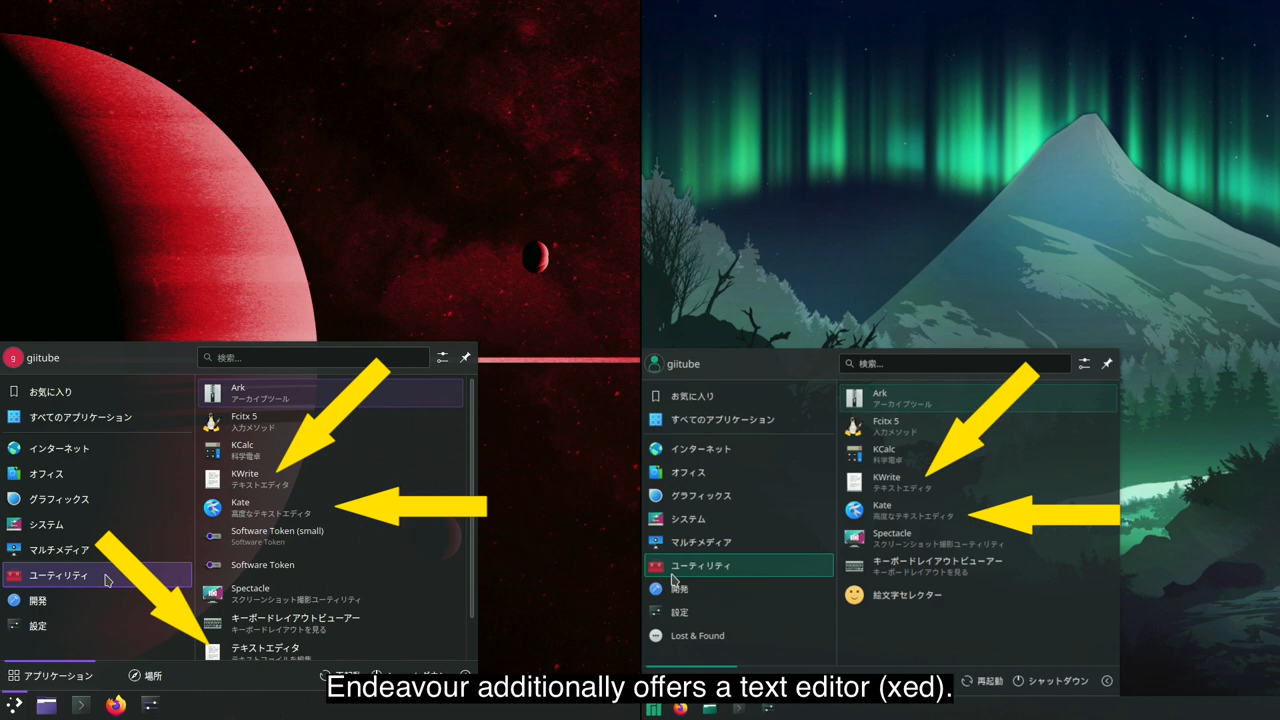 g
giitube
検索...
お気に入り
すべてのアプリケーション
インターネット
オフィス
グラフィックス
システム
マルチメディア
ユーティリティ
開発
設定
Ark
アーカイブツール
Fcitx 5
入力メソッド
KCalc
科学電卓
KWrite
テキストエディタ
Kate
高度なテキストエディタ
Software Token (small)
Software Token
Software Token
Spectacle
スクリーンショット撮影ユーティリティ
キーボードレイアウトビューアー
キーボードレイアウトを見る
テキストエディタ
テキストファイルを編集
アプリケーション
場所
giitube
検索...
お気に入り
すべてのアプリケーション
インターネット
オフィス
グラフィックス
システム
マルチメディア
ユーティリティ
開発
設定
Lost & Found
Ark
アーカイブツール
Fcitx 5
入力メソッド
KCalc
科学電卓
KWrite
テキストエディタ
Kate
高度なテキストエディタ
Spectacle
スクリーンショット撮影ユーティリティ
キーボードレイアウトビューアー
キーボードレイアウトを見る
絵文字セレクター
再起動
シャットダウン
Endeavour additionally offers a text editor (xed).